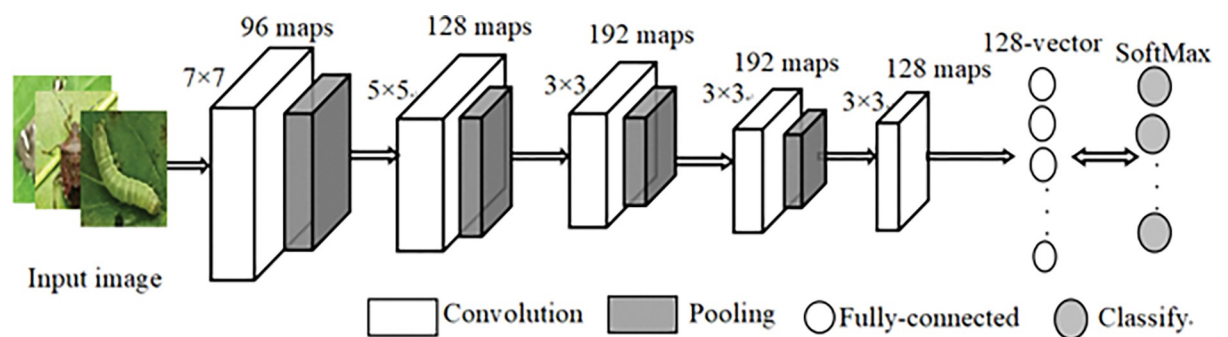 96 maps
128 maps
192 maps
192 maps
128 maps
128-vector
SoftMax
7×7
5×5
3×3
3×3
3×3
Input image
Convolution
Pooling
Fully-connected
Classify